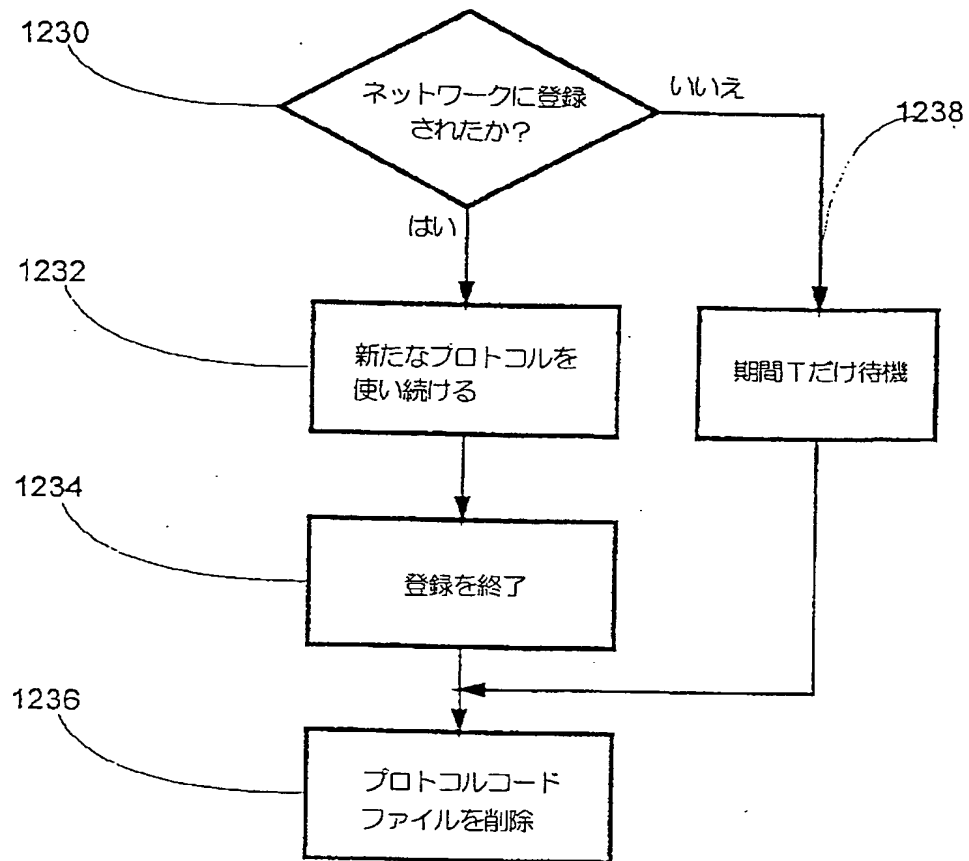 1230
ネットワークに登録
されたか?
いいえ
1238
はい
1232
新たなプロトコルを
使い続ける
期間Tだけ待機
1234
登録を終了
1236
プロトコルコード
ファイルを削除